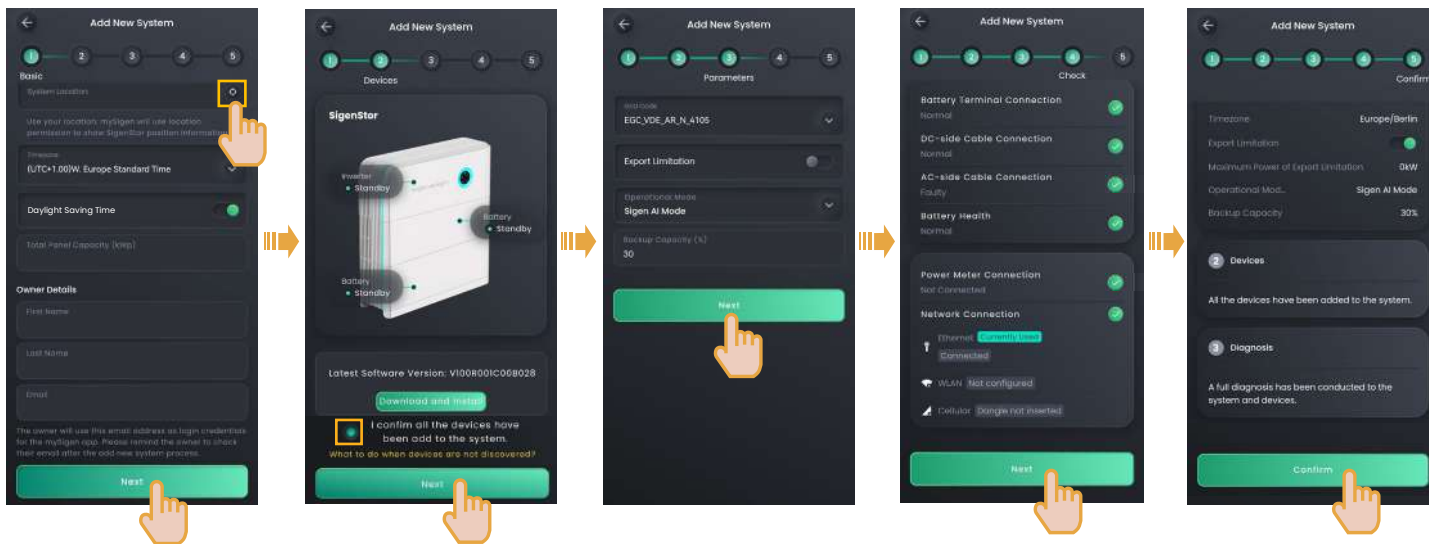 Add New System
1
2
3
4
5
Basic
System Location
Use your location: mySigen will use location
permission to show SigenStor position information
Timezone
(UTC+1.00)W. Europe Standard Time
Daylight Saving Time
Total Panel Capacity (kWp)
Owner Details
First Name
Last Name
Email
The owner will use this email address as login credentials
for the mySigen app. Please remind the owner to check
their email after the add new system process.
Next
Add New System
1
2
3
4
5
Devices
SigenStor
Inverter
Standby
Battery
Standby
Battery
Standby
Latest Software Version: V100R001C00B028
Download and install
I confim all the devices have
been add to the system.
What to do when devices are not discovered?
Next
Add New System
1
2
3
4
5
Parameters
Grid Code
EGC_VDE_AR_N_4105
Export Limitation
Operational Mode
Sigen AI Mode
Backup Capacity (%)
30
Next
Add New System
1
2
3
4
5
Check
Battery Terminal Connection
Normal
DC-side Cable Connection
Normal
AC-side Cable Connection
Faulty
Battery Health
Normal
Power Meter Connection
Not Connected
Network Connection
Ethernet Currently Used
Connected
WLAN Not configured
Cellular Dongle not inserted
Next
Add New System
1
2
3
4
5
Confirm
Timezone Europe/Berlin
Export Limitation
Maximum Power of Export Limitation 0kW
Operational Mod... Sigen AI Mode
Backup Capacity 30%
2 Devices
All the devices have been added to the system.
3 Diagnosis
A full diagnosis has been conducted to the
system and devices.
Confirm